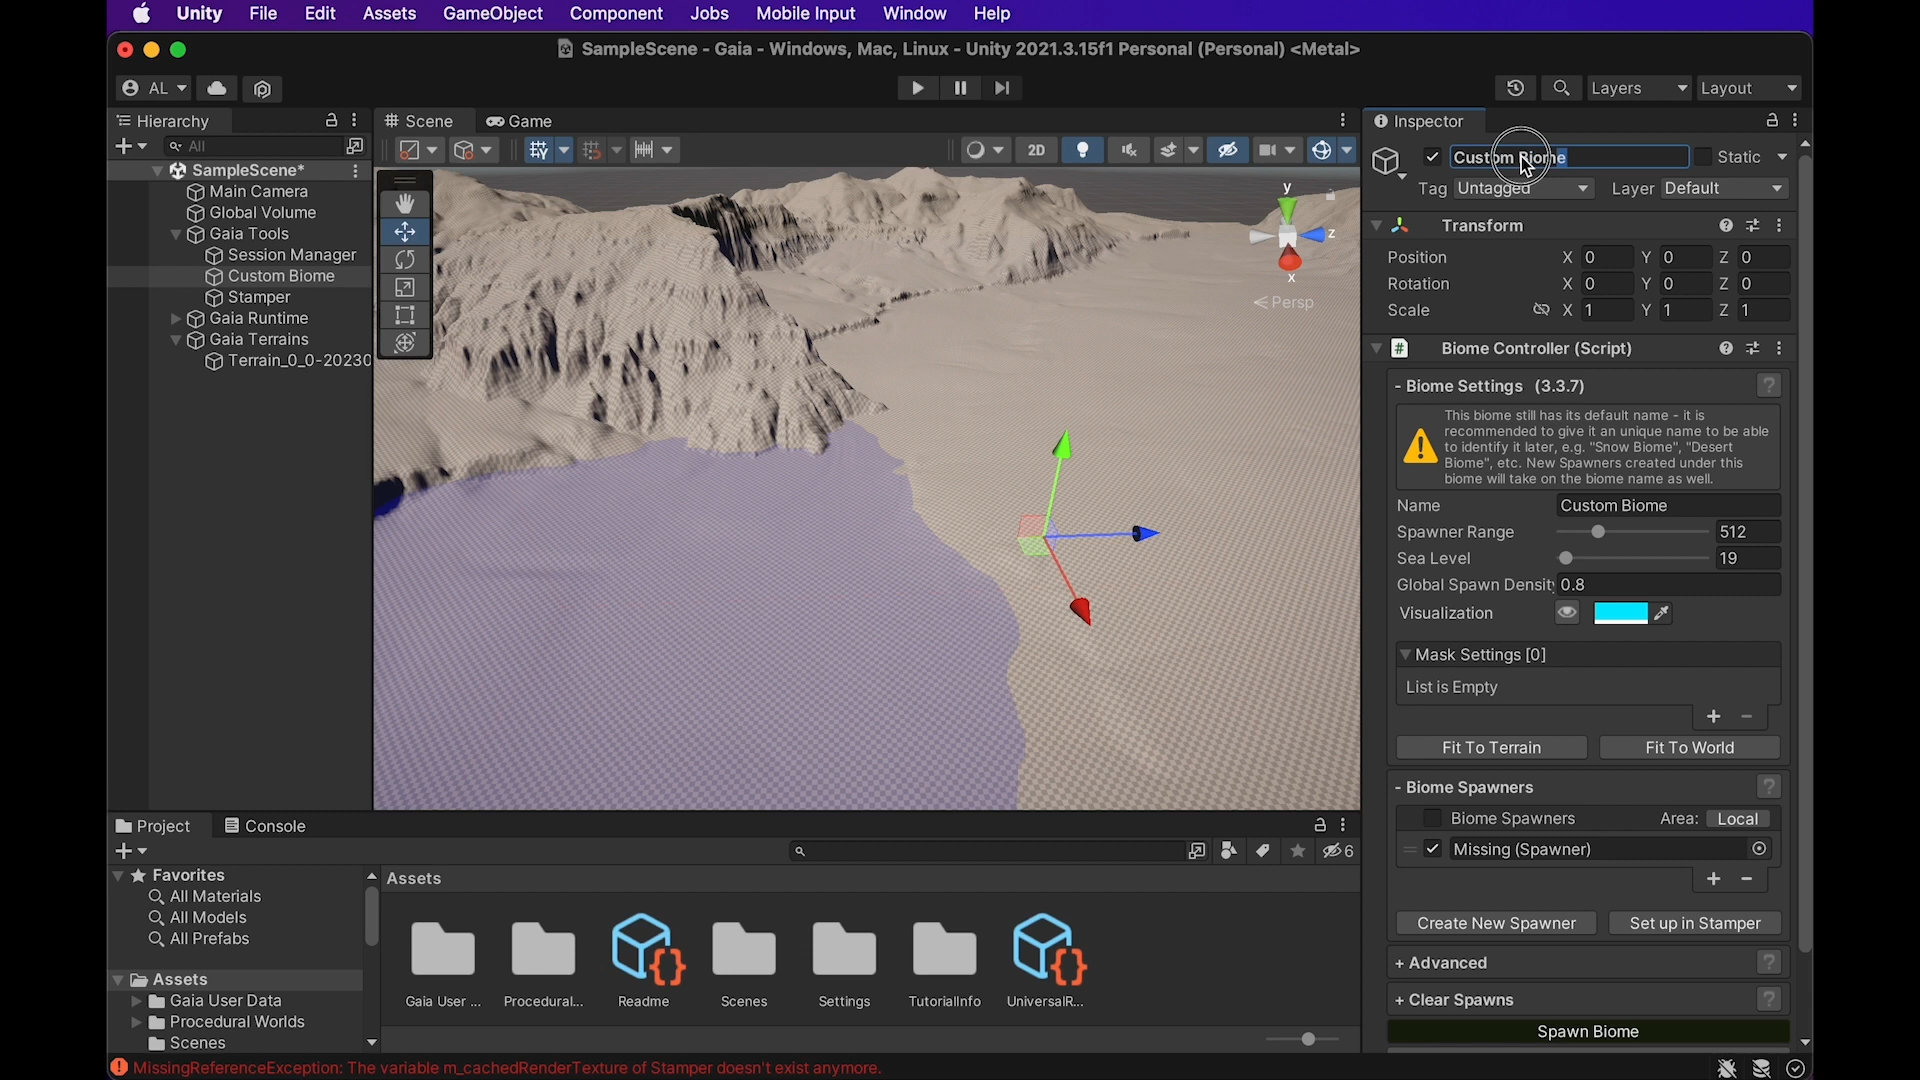 Unity File Edit Assets GameObject Component Jobs Mobile Input Window Help
SampleScene - Gaia - Windows, Mac, Linux - Unity 2021.3.15f1 Personal (Personal) <Metal>
AL
Layers Layout
Hierarchy
All
SampleScene*
Main Camera
Global Volume
Gaia Tools
Session Manager
Custom Biome
Stamper
Gaia Runtime
Gaia Terrains
Terrain_0_0-20230
Scene Game
2D
y
z
x
Persp
Inspector
Custom Biome Static
Tag Untagged Layer Default
Transform
Position X 0 Y 0 Z 0
Rotation X 0 Y 0 Z 0
Scale X 1 Y 1 Z 1
# Biome Controller (Script)
- Biome Settings (3.3.7) ?
This biome still has its default name - it is
recommended to give it an unique name to be able
to identify it later, e.g. "Snow Biome", "Desert
Biome", etc. New Spawners created under this
biome will take on the biome name as well.
Name Custom Biome
Spawner Range 512
Sea Level 19
Global Spawn Densit 0.8
Visualization
Mask Settings [0]
List is Empty
+ -
Fit To Terrain Fit To World
- Biome Spawners ?
Biome Spawners Area: Local
Missing (Spawner)
+ -
Create New Spawner Set up in Stamper
+ Advanced ?
+ Clear Spawns ?
Spawn Biome
Project Console
6
Favorites
All Materials
All Models
All Prefabs
Assets
Gaia User Data
Procedural Worlds
Scenes
Assets
Gaia User ... Procedural... Readme Scenes Settings TutorialInfo UniversalR...
MissingReferenceException: The variable m_cachedRenderTexture of Stamper doesn't exist anymore.